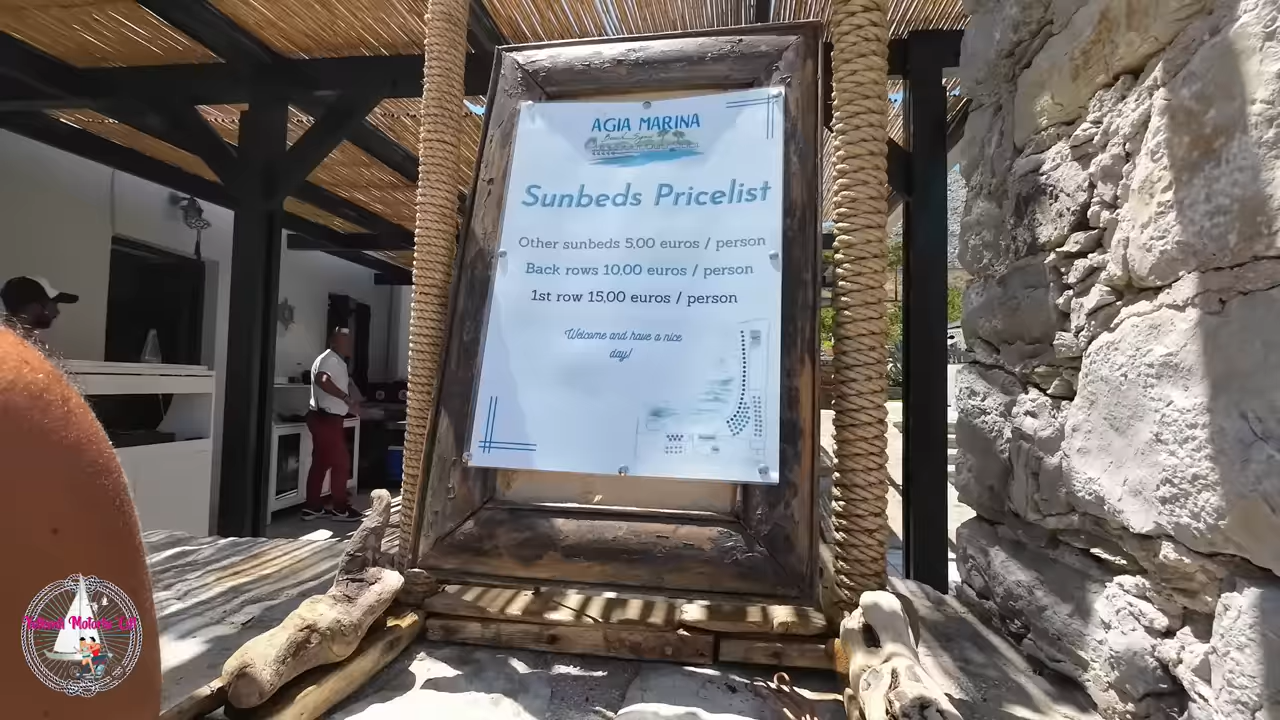 AGIA MARINA
Sunbeds Pricelist
Other sunbeds 5,00 euros / person
Back rows 10,00 euros / person
1st row 15,00 euros / person
Welcome and have a nice
day!